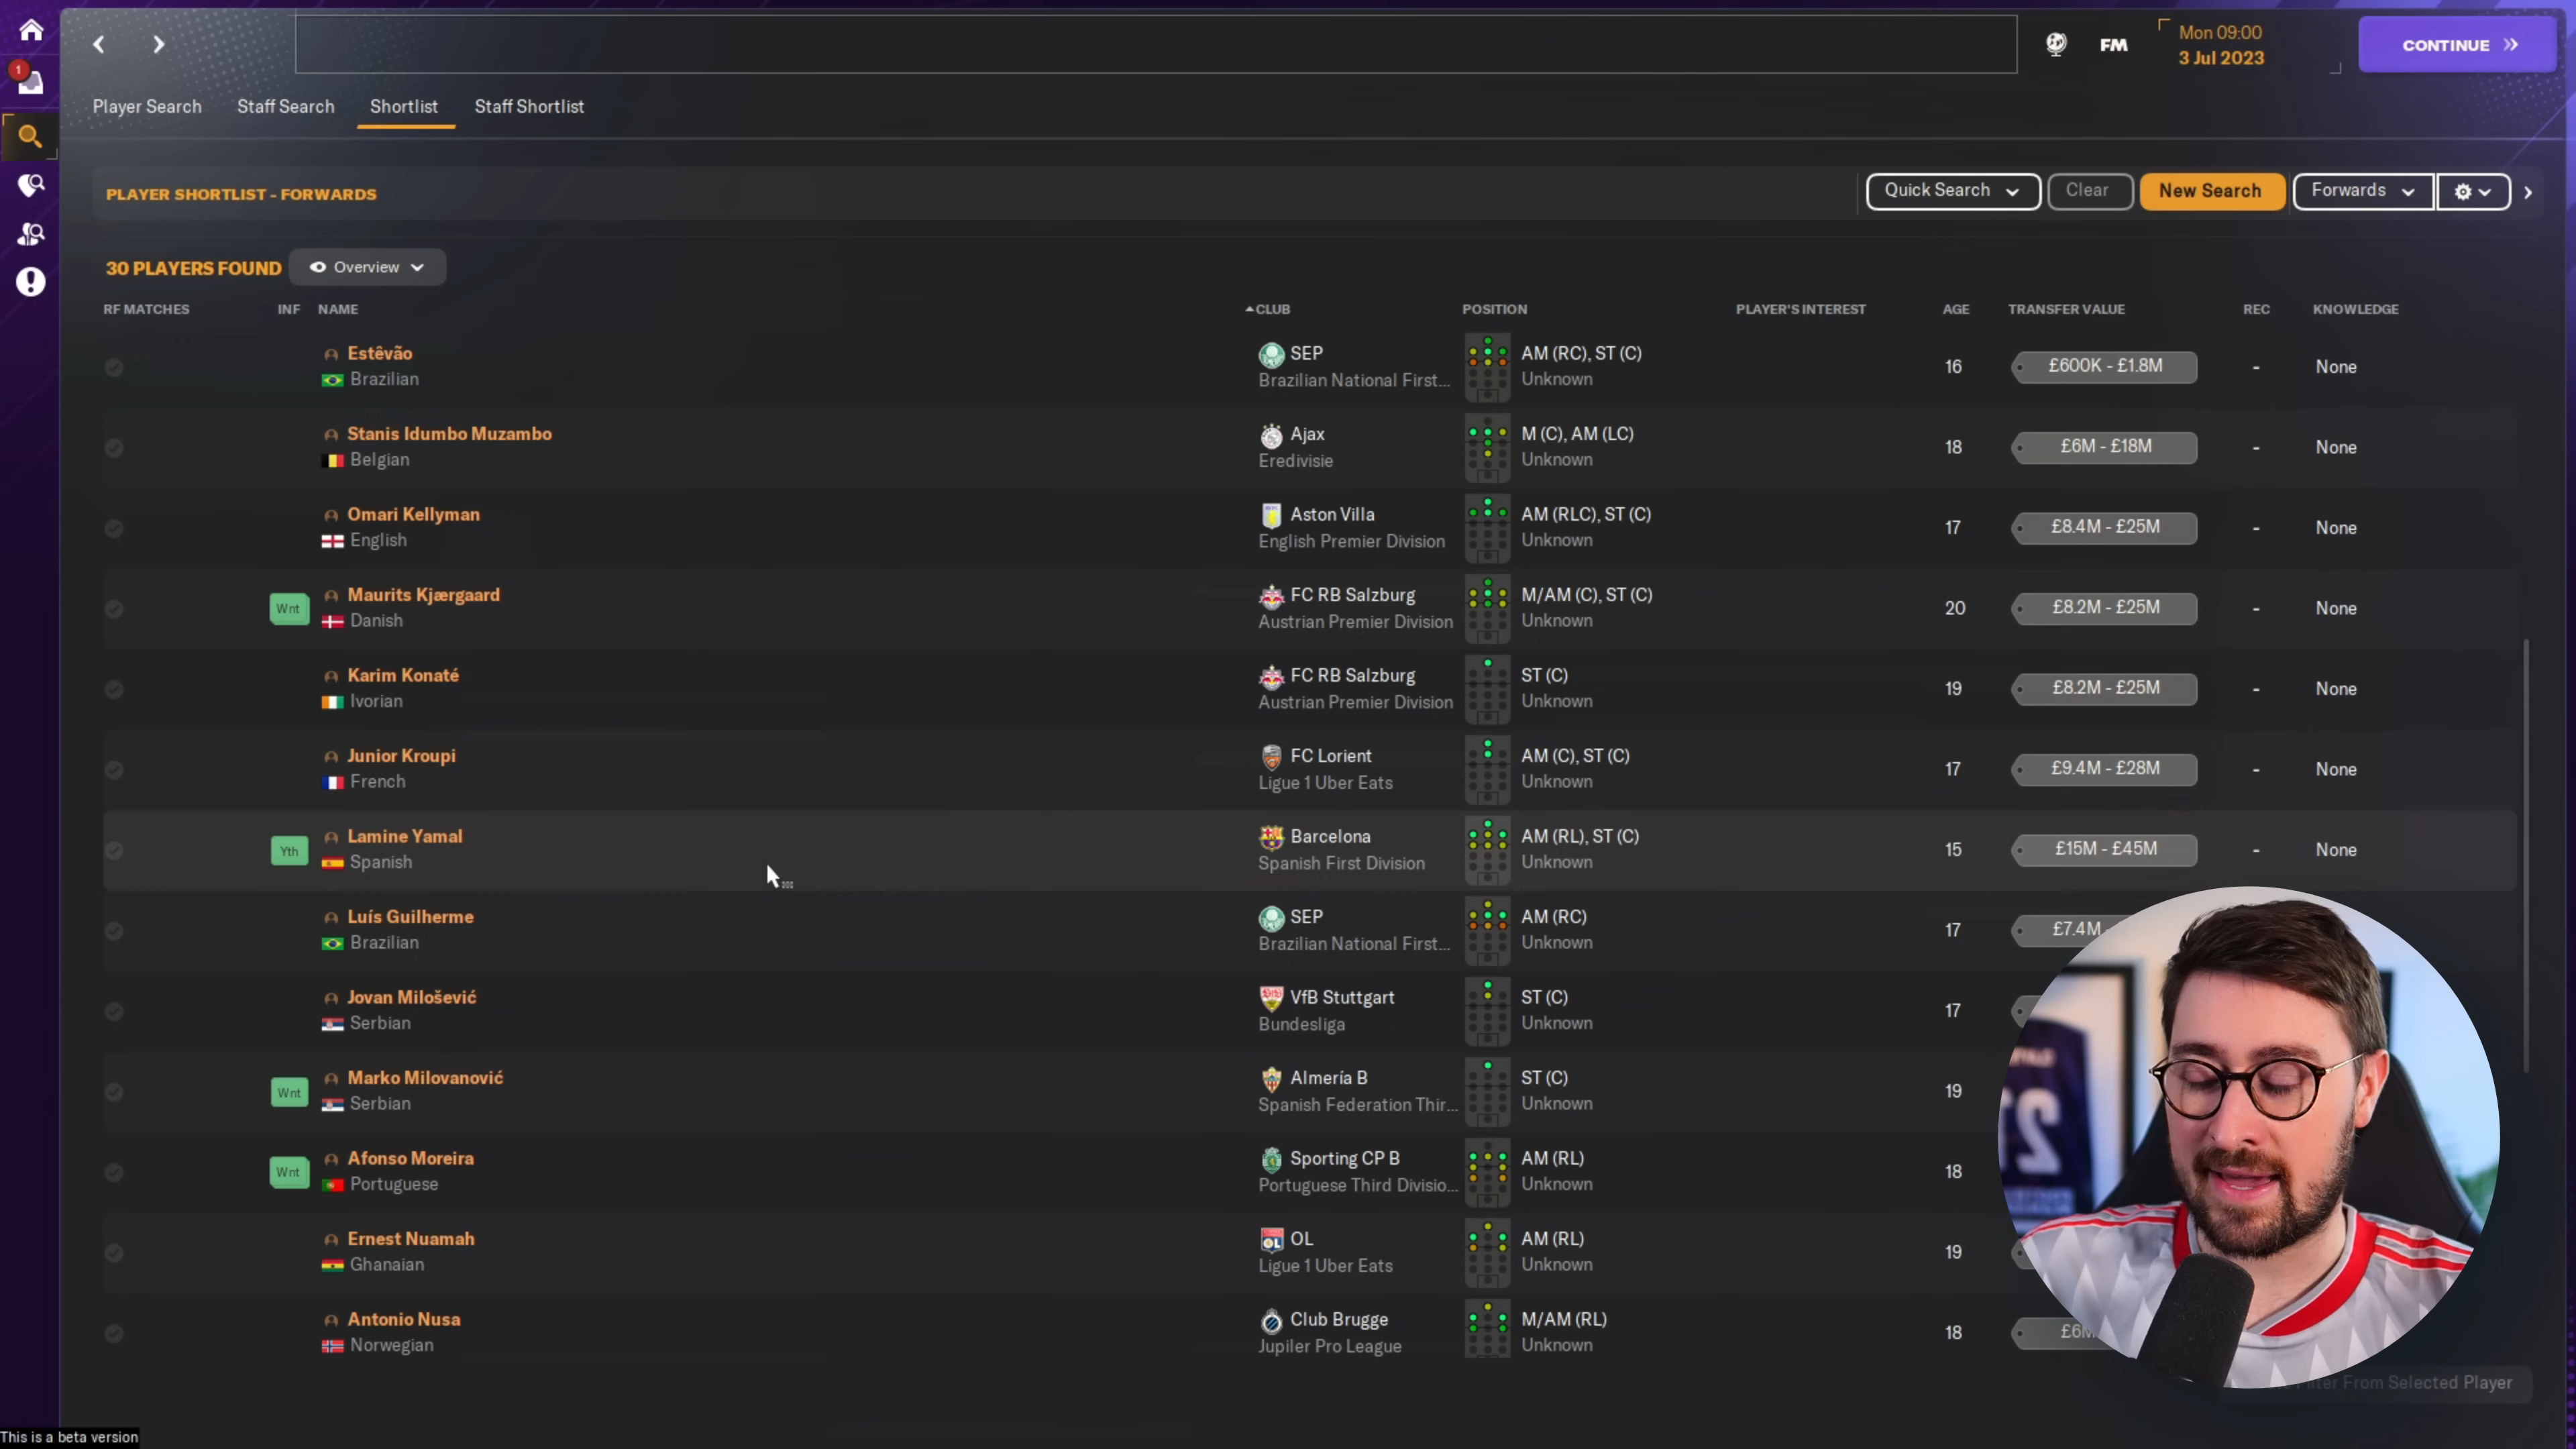 1
FM
Mon 09:00
3 Jul 2023
CONTINUE
Player Search
Staff Search
Shortlist
Staff Shortlist
PLAYER SHORTLIST - FORWARDS
Quick Search
Clear
New Search
Forwards
30 PLAYERS FOUND
Overview
RF MATCHES INF NAME CLUB POSITION PLAYER'S INTEREST AGE TRANSFER VALUE REC KNOWLEDGE
Estêvão SEP AM (RC), ST (C) 16 £600K - £1.8M - None
Brazilian Brazilian National First... Unknown
Stanis Idumbo Muzambo Ajax M (C), AM (LC) 18 £6M - £18M - None
Belgian Eredivisie Unknown
Omari Kellyman Aston Villa AM (RLC), ST (C) 17 £8.4M - £25M - None
English English Premier Division Unknown
Wnt Maurits Kjærgaard FC RB Salzburg M/AM (C), ST (C) 20 £8.2M - £25M - None
Danish Austrian Premier Division Unknown
Karim Konaté FC RB Salzburg ST (C) 19 £8.2M - £25M - None
Ivorian Austrian Premier Division Unknown
Junior Kroupi FC Lorient AM (C), ST (C) 17 £9.4M - £28M - None
French Ligue 1 Uber Eats Unknown
Yth Lamine Yamal Barcelona AM (RL), ST (C) 15 £15M - £45M - None
Spanish Spanish First Division Unknown
Luís Guilherme SEP AM (RC) 17 £7.4M
Brazilian Brazilian National First... Unknown
Jovan Milošević VfB Stuttgart ST (C) 17
Serbian Bundesliga Unknown
Wnt Marko Milovanović Almería B ST (C) 19
Serbian Spanish Federation Thir... Unknown
Wnt Afonso Moreira Sporting CP B AM (RL) 18
Portuguese Portuguese Third Divisio... Unknown
Ernest Nuamah OL AM (RL) 19
Ghanaian Ligue 1 Uber Eats Unknown
Antonio Nusa Club Brugge M/AM (RL) 18 £6M
Norwegian Jupiler Pro League Unknown
Filter From Selected Player
This is a beta version